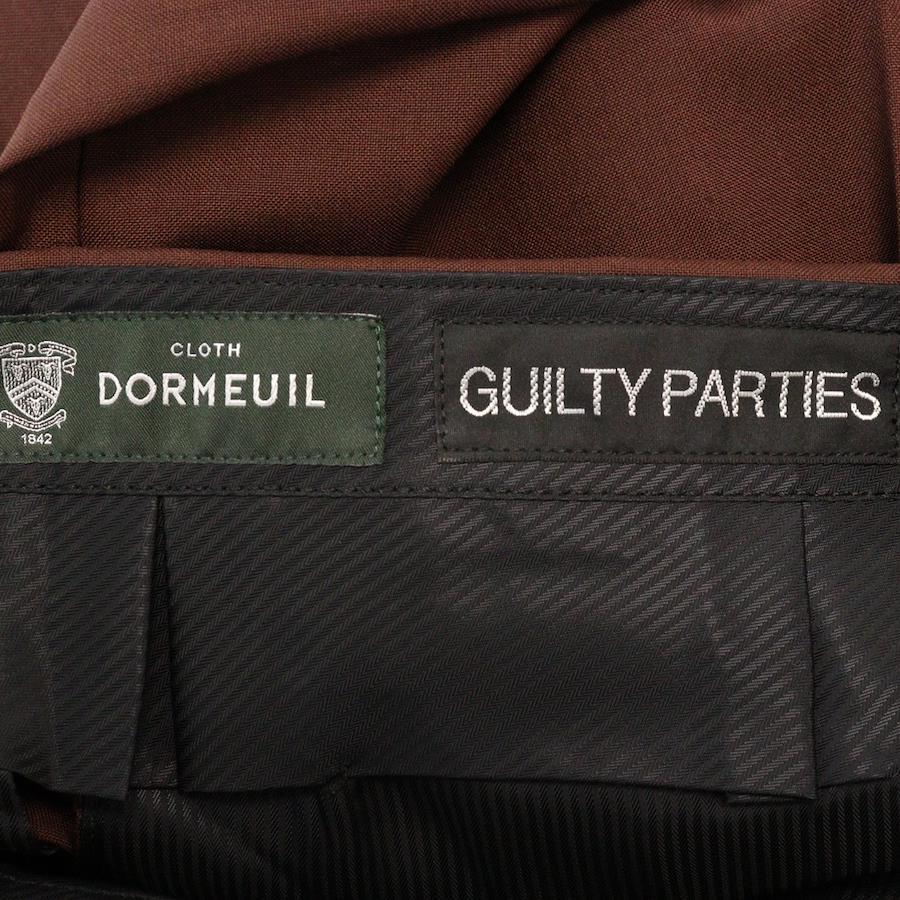 CLOTH
DORMEUIL
D
1842
GUILTY PARTIES